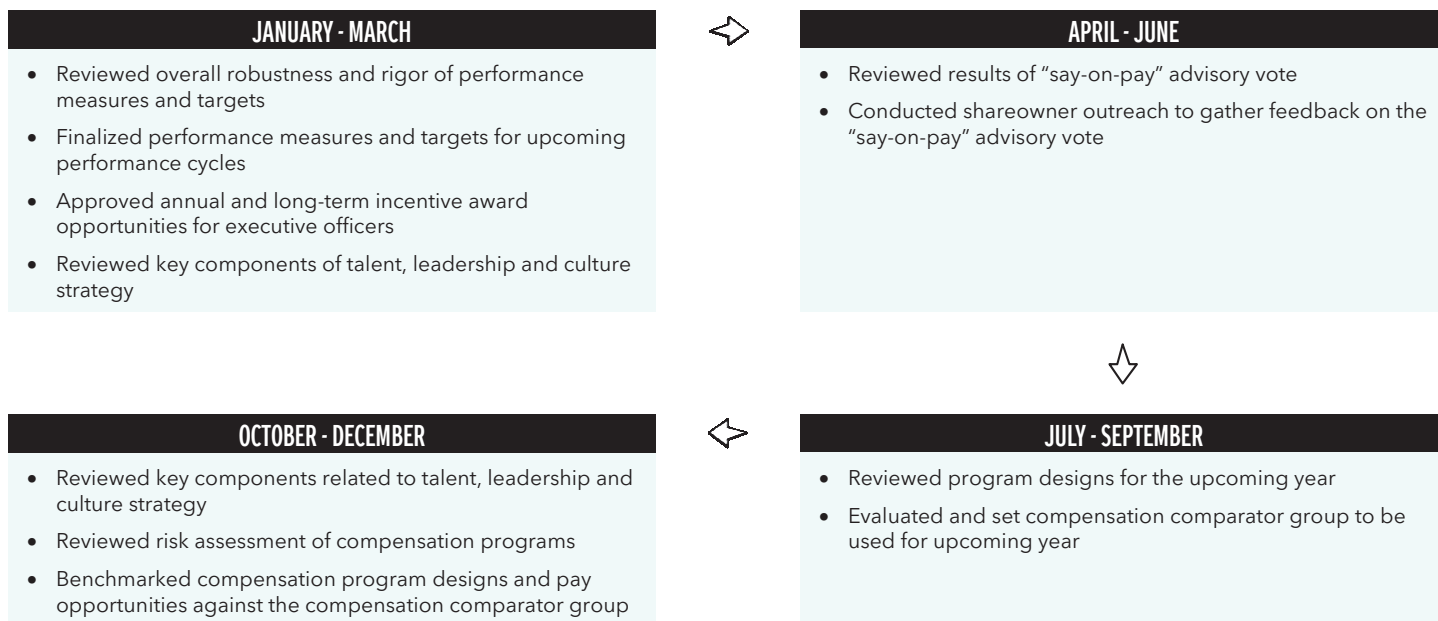 JANUARY - MARCH
• Reviewed overall robustness and rigor of performance
measures and targets
• Finalized performance measures and targets for upcoming
performance cycles
• Approved annual and long-term incentive award
opportunities for executive officers
• Reviewed key components of talent, leadership and culture
strategy
APRIL - JUNE
• Reviewed results of “say-on-pay” advisory vote
• Conducted shareowner outreach to gather feedback on the
“say-on-pay” advisory vote
JULY - SEPTEMBER
• Reviewed program designs for the upcoming year
• Evaluated and set compensation comparator group to be
used for upcoming year
OCTOBER - DECEMBER
• Reviewed key components related to talent, leadership and
culture strategy
• Reviewed risk assessment of compensation programs
• Benchmarked compensation program designs and pay
opportunities against the compensation comparator group